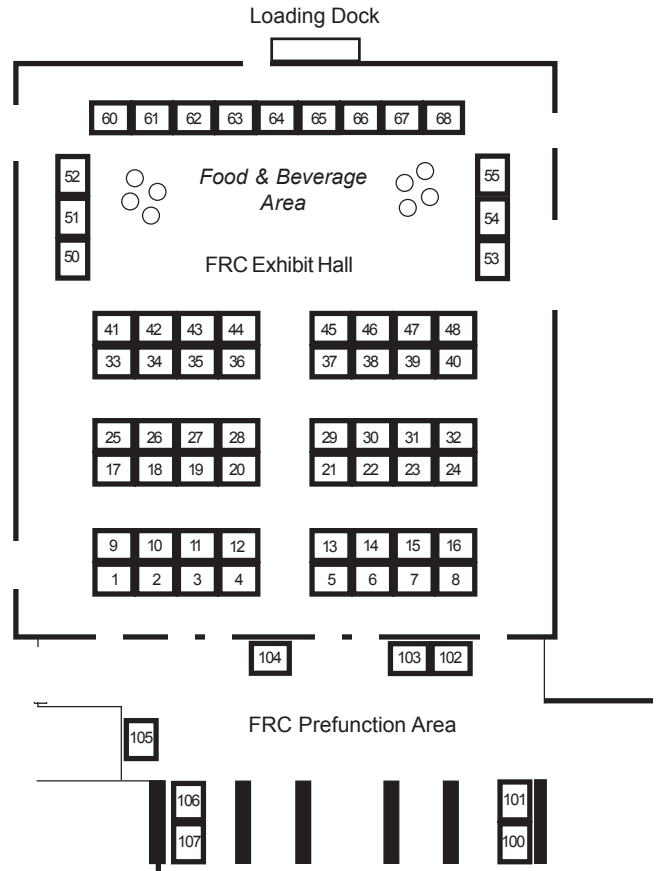 Loading Dock
60 61 62 63 64 65 66 67 68
52
51
50
Food & Beverage
Area
55
54
53
FRC Exhibit Hall
41 42 43 44 45 46 47 48
33 34 35 36 37 38 39 40
25 26 27 28 29 30 31 32
17 18 19 20 21 22 23 24
9 10 11 12 13 14 15 16
1 2 3 4 5 6 7 8
104 103 102
FRC Prefunction Area
105
106 101
107 100